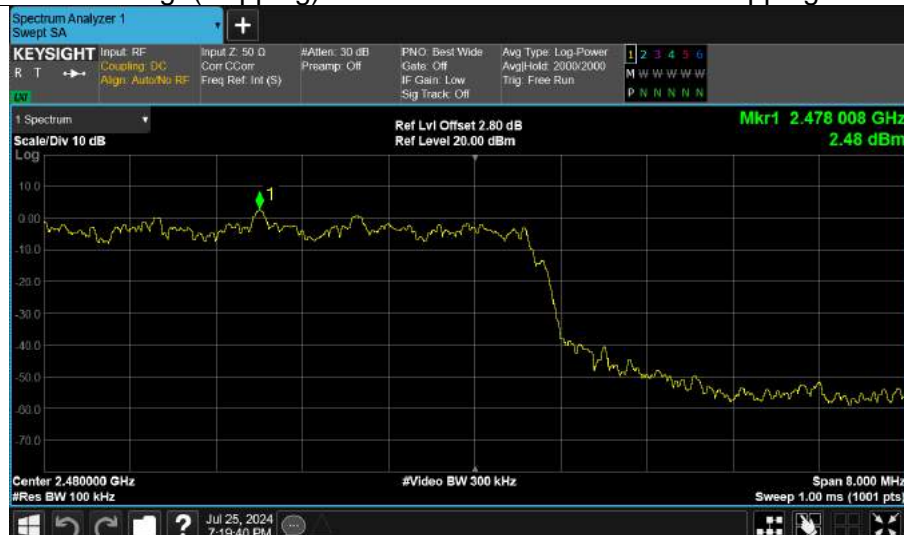 Spectrum Analyzer 1
Swept SA
+
KEYSIGHT
R T
LXI
Input: RF
Coupling: DC
Align: Auto/No RF
Input Z: 50 Ω
Corr CCorr
Freq Ref: Int (S)
#Atten: 30 dB
Preamp: Off
PNO: Best Wide
Gate: Off
IF Gain: Low
Sig Track: Off
Avg Type: Log-Power
Avg|Hold: 2000/2000
Trig: Free Run
1 2 3 4 5 6
M W W W W W
P N N N N N
1 Spectrum
Scale/Div 10 dB
Log
Ref Lvl Offset 2.80 dB
Ref Level 20.00 dBm
Mkr1 2.478 008 GHz
2.48 dBm
10.0
0.00
-10.0
-20.0
-30.0
-40.0
-50.0
-60.0
-70.0
1
Center 2.480000 GHz
#Res BW 100 kHz
#Video BW 300 kHz
Span 8.000 MHz
Sweep 1.00 ms (1001 pts)
?
Jul 25, 2024
7:19:40 PM